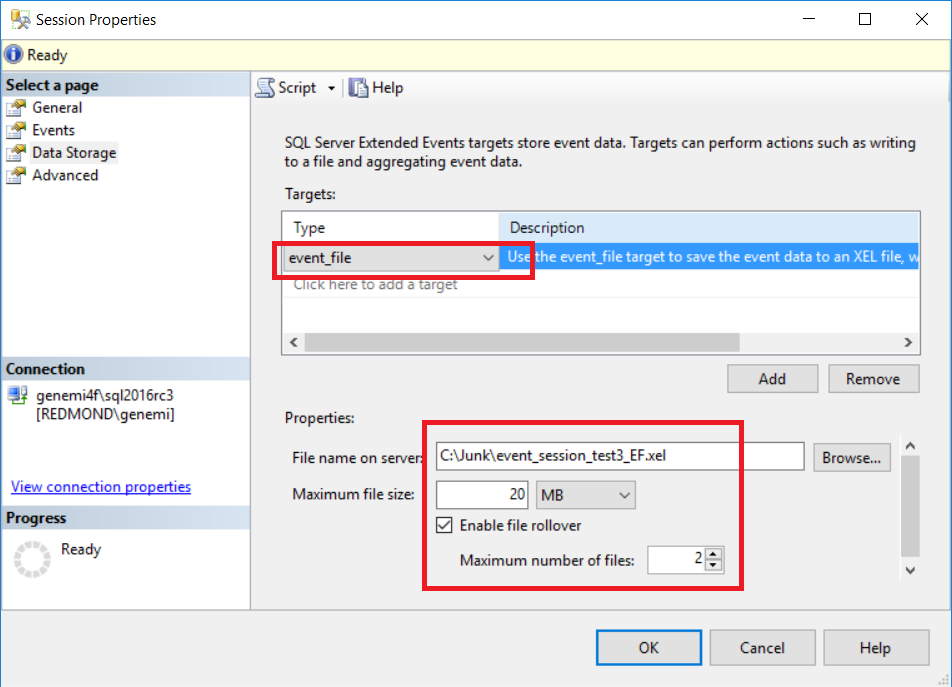 Session Properties
Ready
Select a page
General
Events
Data Storage
Advanced
Connection
genemi4f\sql2016rc3
[REDMOND\genemi]
View connection properties
Progress
Ready
Script
Help
SQL Server Extended Events targets store event data. Targets can perform actions such as writing
to a file and aggregating event data.
Targets:
Type Description
event_file Use the event_file target to save the event data to an XEL file, w
Click here to add a target
Add Remove
Properties:
File name on server: C:\Junk\event_session_test3_EF.xel Browse...
Maximum file size: 20 MB
Enable file rollover
Maximum number of files: 2
OK Cancel Help